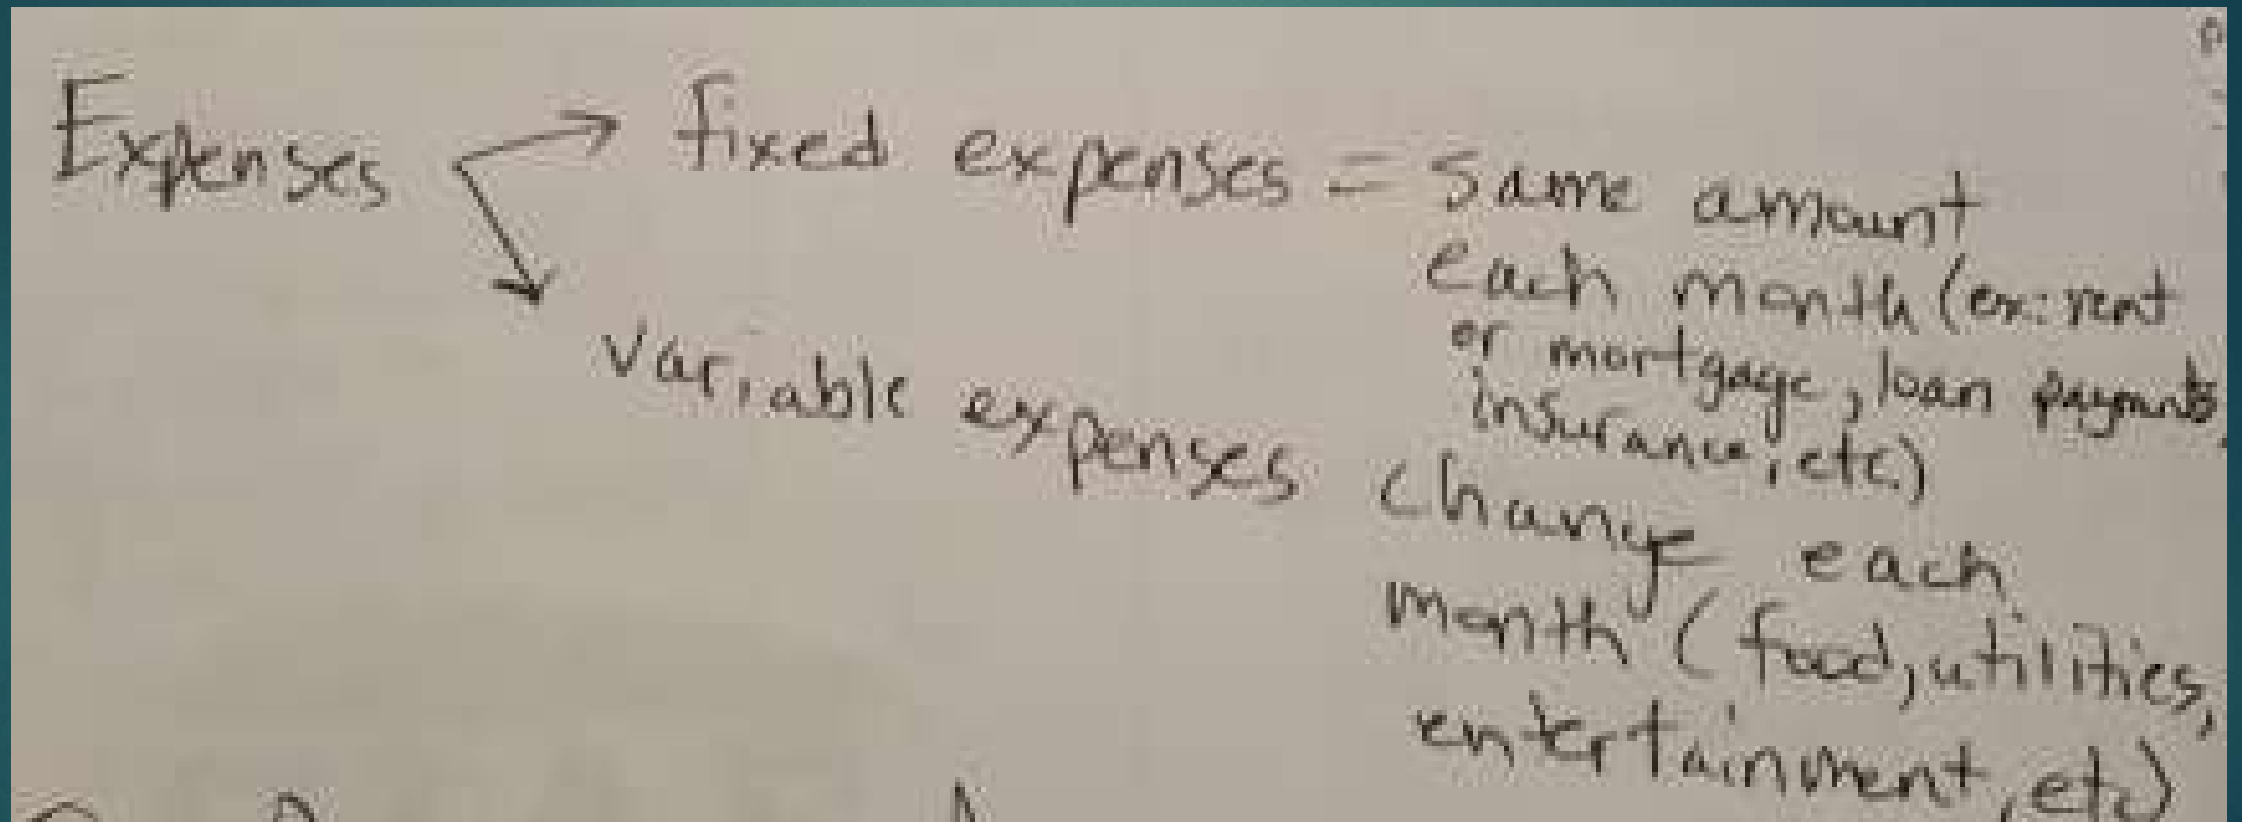 Expenses → fixed expenses = same amount
each month (ex: rent
or mortgage, loan payments,
insurance, etc)
variable expenses change each
month (food, utilities,
entertainment, etc)